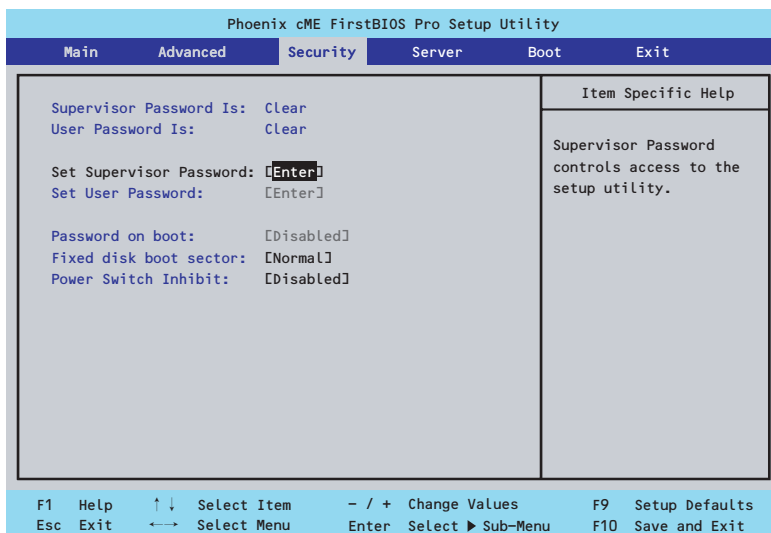 Phoenix cME FirstBIOS Pro Setup Utility
Main Advanced Security Server Boot Exit
Supervisor Password Is: Clear
User Password Is: Clear
Set Supervisor Password: [Enter]
Set User Password: [Enter]
Password on boot: [Disabled]
Fixed disk boot sector: [Normal]
Power Switch Inhibit: [Disabled]
Item Specific Help
Supervisor Password
controls access to the
setup utility.
F1 Help ↑↓ Select Item − / + Change Values F9 Setup Defaults
Esc Exit ←→ Select Menu Enter Select ▶ Sub−Menu F10 Save and Exit